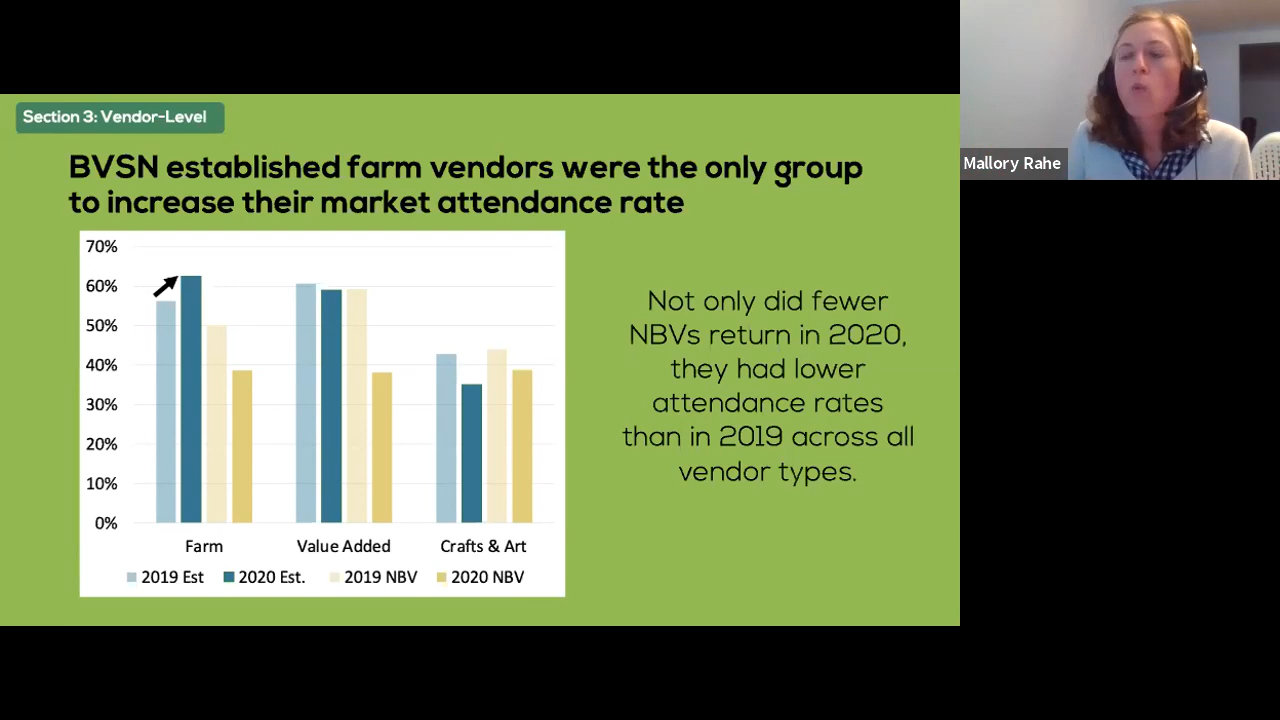 Section 3: Vendor-Level
BVSN established farm vendors were the only group
to increase their market attendance rate
70%
60%
50%
40%
30%
20%
10%
0%
Farm
Value Added
Crafts & Art
2019 Est
2020 Est.
2019 NBV
2020 NBV
Not only did fewer
NBVs return in 2020,
they had lower
attendance rates
than in 2019 across all
vendor types.
Mallory Rahe